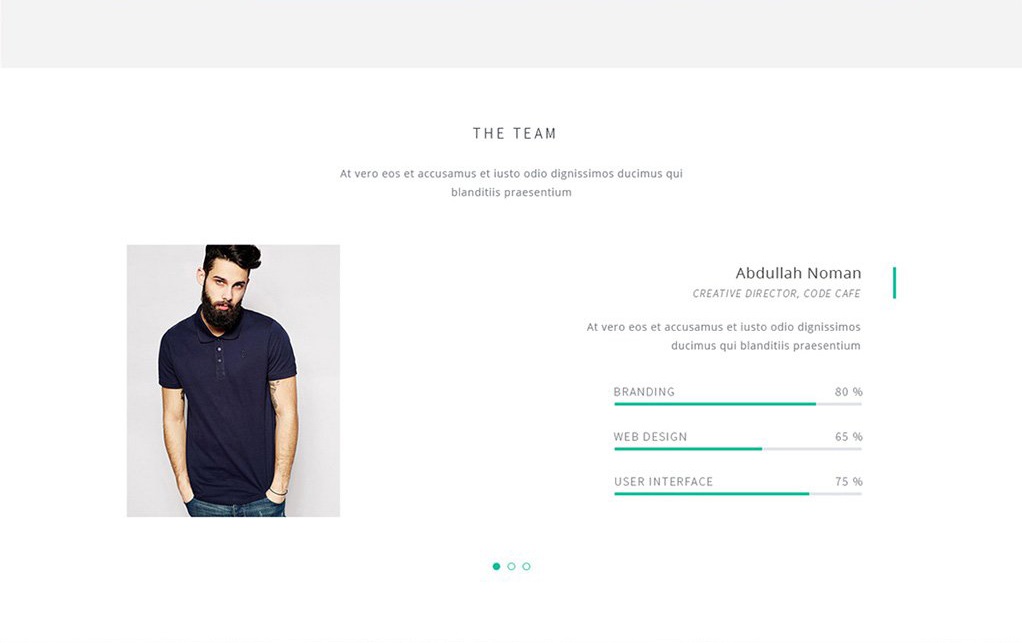 THE TEAM
At vero eos et accusamus et iusto odio dignissimos ducimus qui
blanditiis praesentium
Abdullah Noman
CREATIVE DIRECTOR, CODE CAFE
At vero eos et accusamus et iusto odio dignissimos
ducimus qui blanditiis praesentium
BRANDING 80 %
WEB DESIGN 65 %
USER INTERFACE 75 %